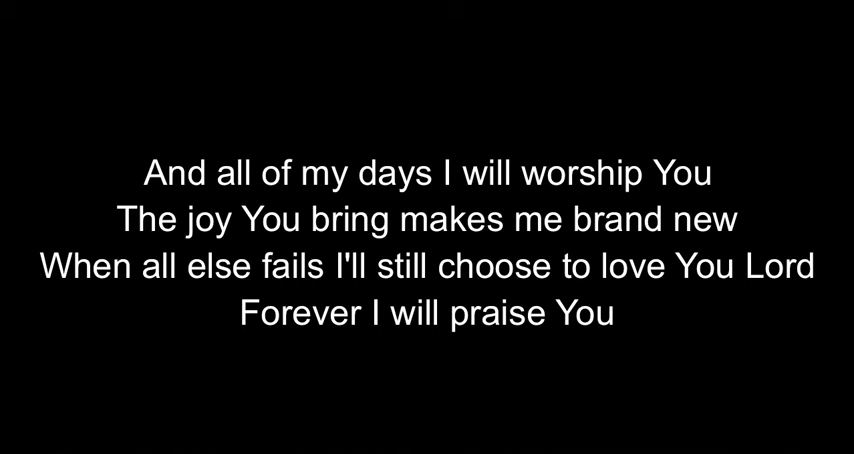 And all of my days I will worship You
The joy You bring makes me brand new
When all else fails I'll still choose to love You Lord
Forever I will praise You